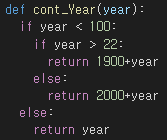 def cont_Year(year):
  if year < 100:
    if year > 22:
      return 1900+year
    else:
      return 2000+year
  else:
    return year